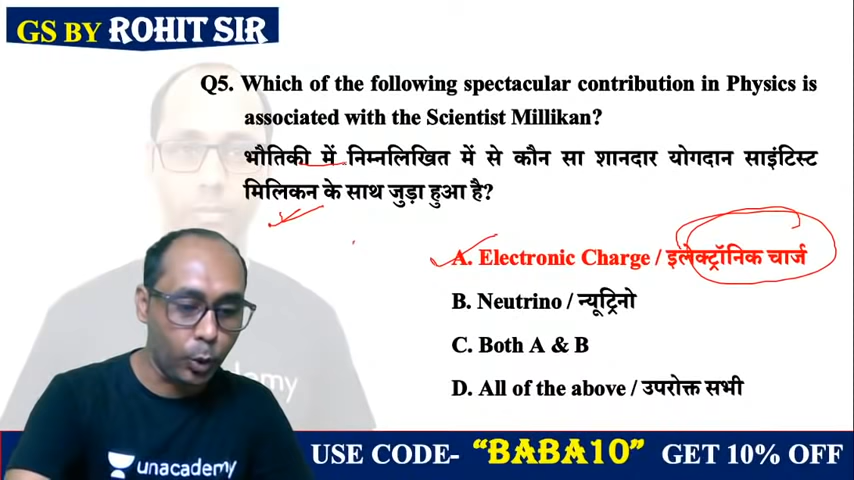 GS BY ROHIT SIR
Q5. Which of the following spectacular contribution in Physics is
associated with the Scientist Millikan?
भौतिकी में निम्नलिखित में से कौन सा शानदार योगदान साइंटिस्ट
मिलिकन के साथ जुड़ा हुआ है?
A. Electronic Charge / इलेक्ट्रॉनिक चार्ज
B. Neutrino / न्यूट्रिनो
C. Both A & B
D. All of the above / उपरोक्त सभी
unacademy
USE CODE- “BABA10” GET 10% OFF